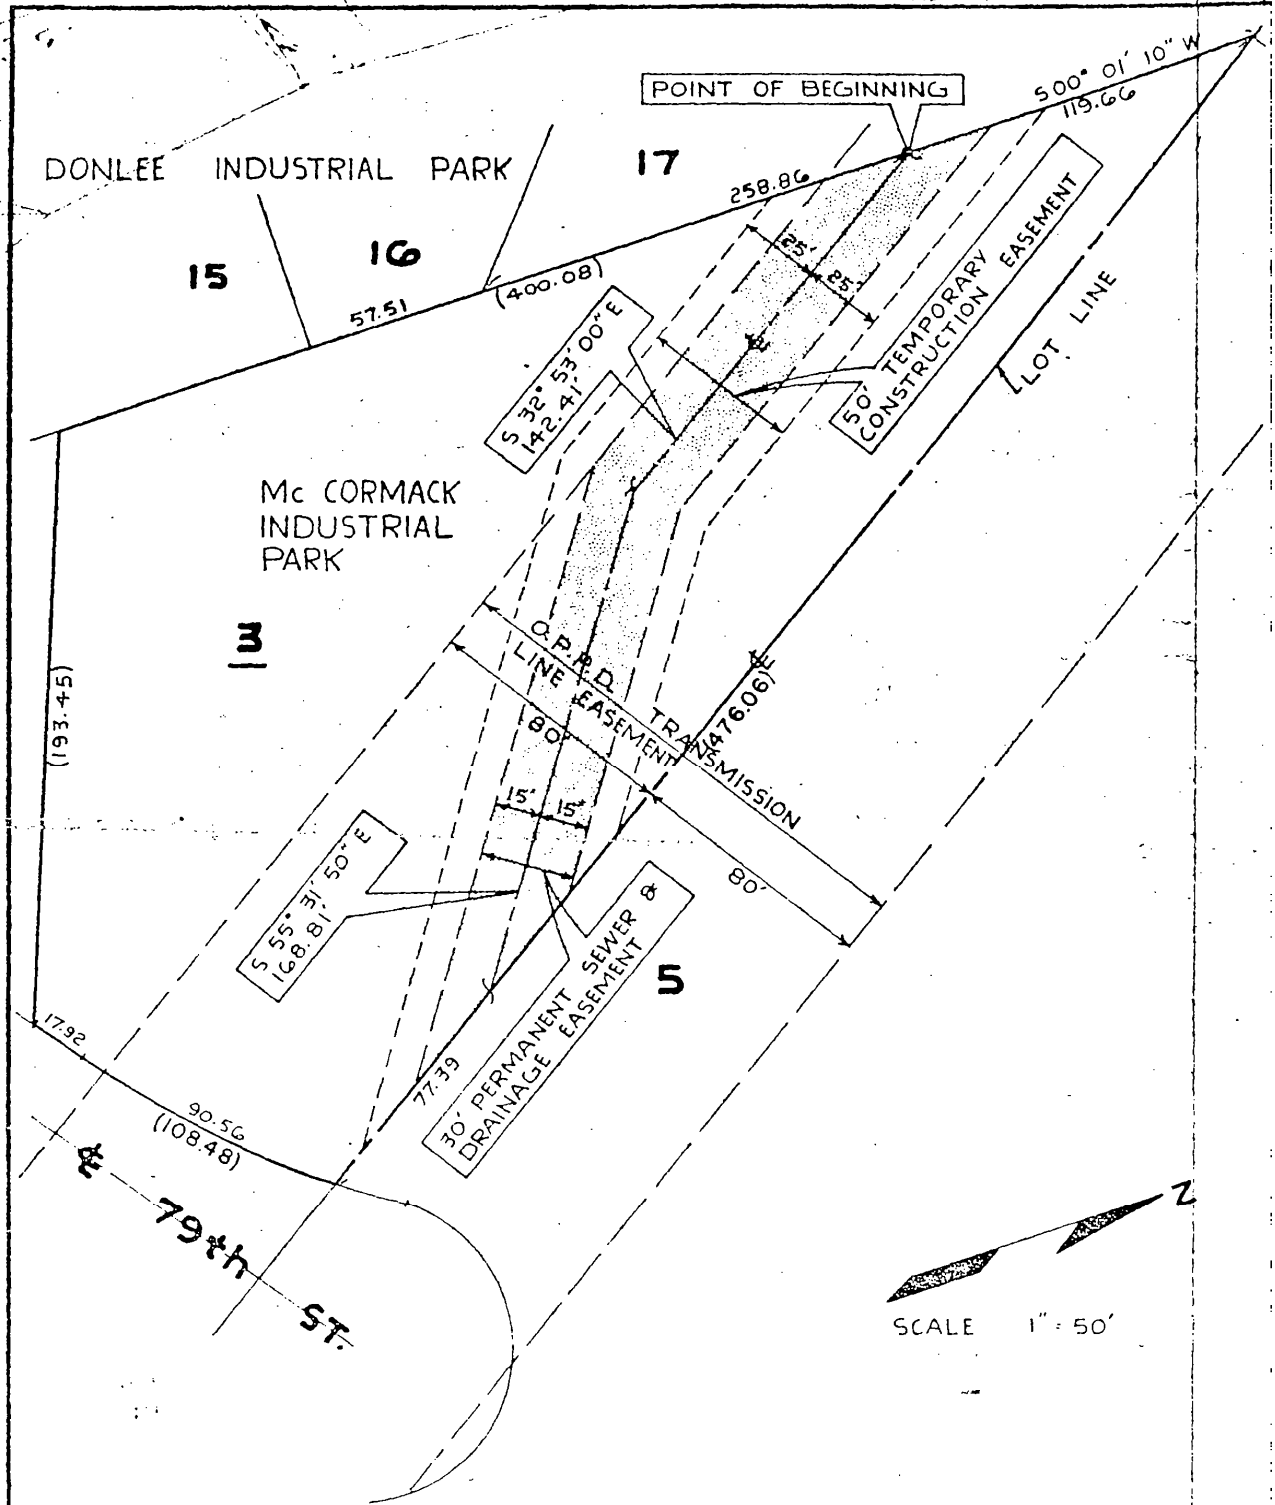 POINT OF BEGINNING
S 00° 01' 10" W
119.66
DONLEE INDUSTRIAL PARK
17
258.86
16
15
(400.08)
57.51
25'
25'
50' TEMPORARY
CONSTRUCTION EASEMENT
LOT LINE
S 32° 53' 00" E
142.41'
Mc CORMACK
INDUSTRIAL
PARK
3
(193.45)
O.P.P.D. TRANSMISSION
LINE EASEMENT
80'
(476.06)
15'
15'
80'
S 55° 31' 50" E
168.81'
30' PERMANENT SEWER &
DRAINAGE EASEMENT
5
77.39
17.92
90.56
(108.48)
℄ 79th ST.
Z
SCALE 1" = 50'